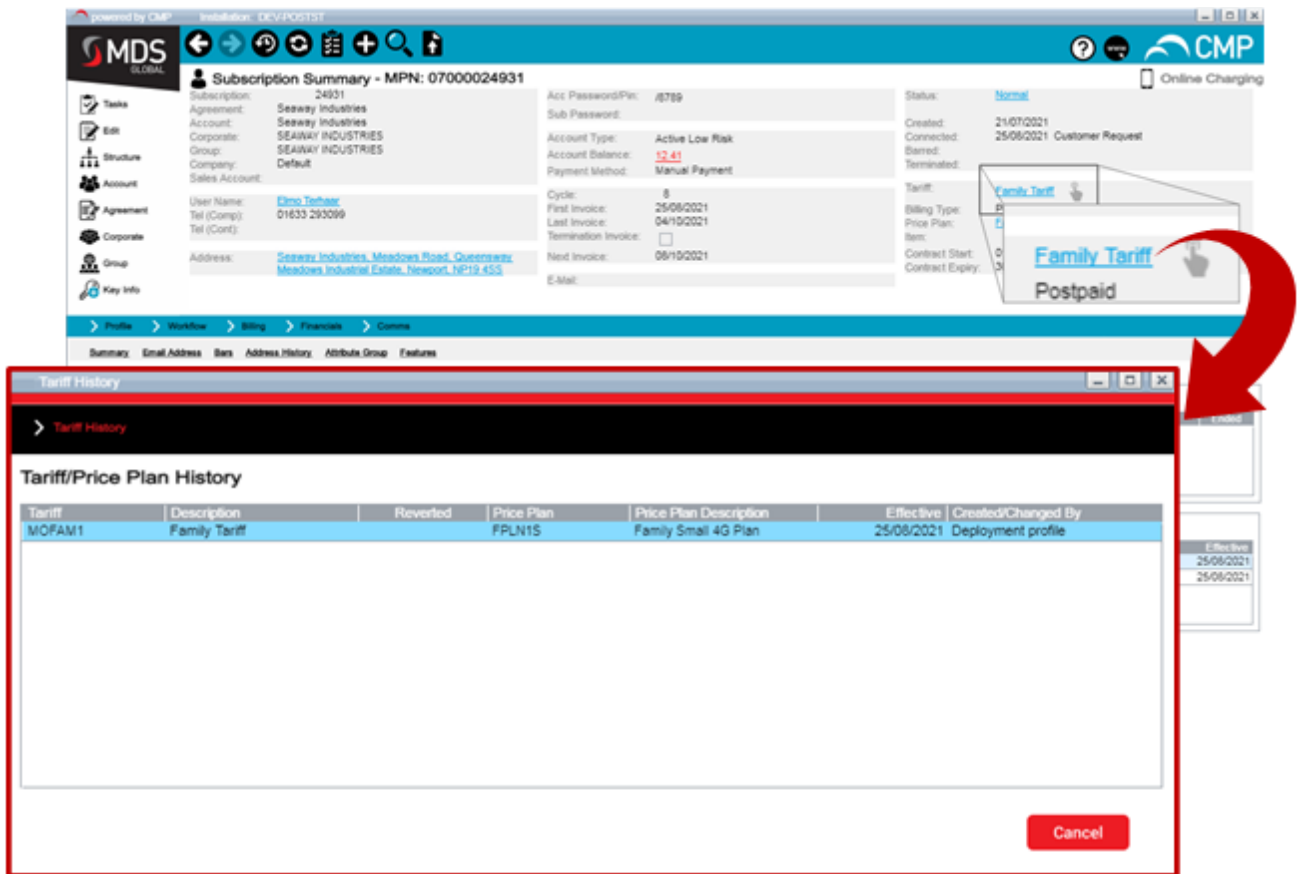 powered by CMP Installation: DEV-POSTST
MDS
GLOBAL
CMP
Subscription Summary - MPN: 07000024931
Online Charging
Tasks
Edit
Structure
Account
Agreement
Corporate
Group
Key Info
Subscription: 24931
Agreement: Seaway Industries
Account: Seaway Industries
Corporate: SEAWAY INDUSTRIES
Group: SEAWAY INDUSTRIES
Company: Default
Sales Account:
User Name: Elmo Terhaar
Tel (Comp): 01633 293099
Tel (Cont):
Address: Seaway Industries, Meadows Road, Queensway
Meadows Industrial Estate, Newport, NP19 4SS
Acc Password/Pin: /6789
Sub Password:
Account Type: Active Low Risk
Account Balance: 12.41
Payment Method: Manual Payment
Cycle: 6
First Invoice: 25/08/2021
Last Invoice: 04/10/2021
Termination Invoice:
Next Invoice: 06/10/2021
E-Mail:
Status: Normal
Created: 21/07/2021
Connected: 25/08/2021 Customer Request
Barred:
Terminated:
Tariff: Family Tariff
Billing Type:
Price Plan:
Item:
Contract Start:
Contract Expiry:
Family Tariff
Postpaid
Profile Workflow Billing Financials Comms
Summary Email Address Bars Address History Attribute Group Features
Ended
Effective
25/08/2021
25/08/2021
Tariff History
Tariff History
Tariff/Price Plan History
Tariff Description Reverted Price Plan Price Plan Description Effective Created/Changed By
MOFAM1 Family Tariff FPLN1S Family Small 4G Plan 25/08/2021 Deployment profile
Cancel